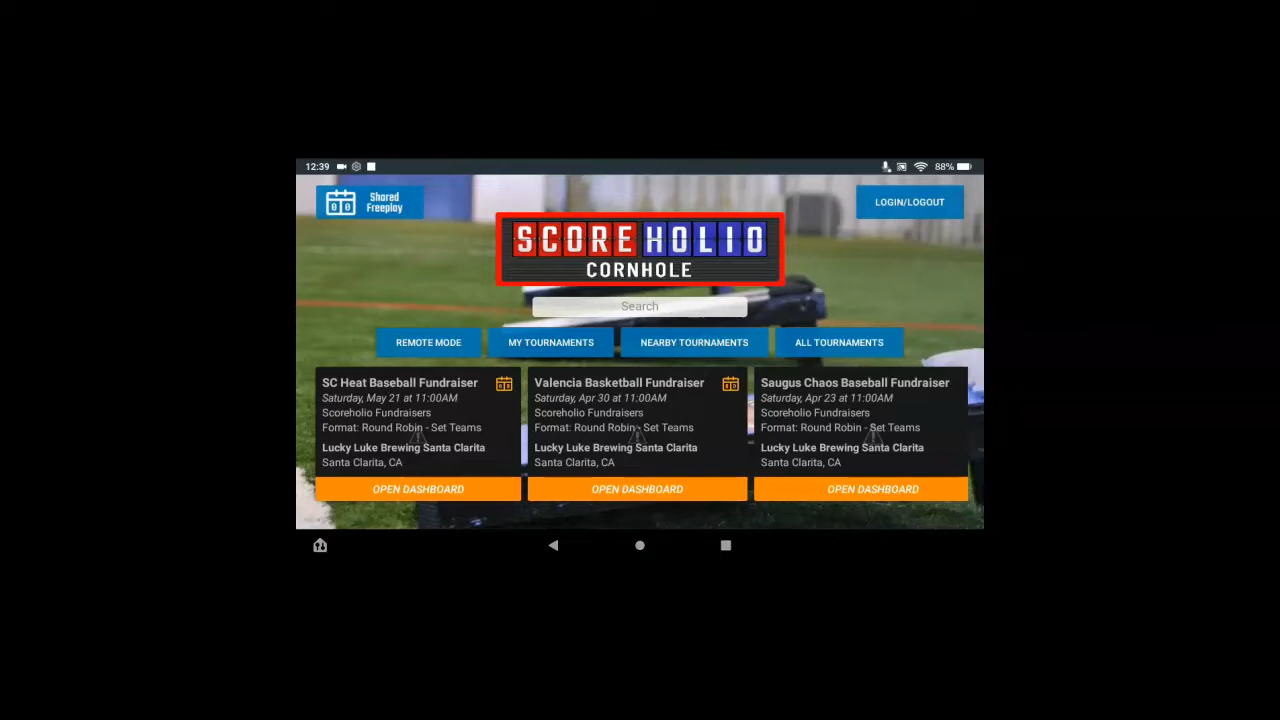 12:39
88%
Shared
Freeplay
LOGIN/LOGOUT
SCOREHOLIO
CORNHOLE
Search
REMOTE MODE
MY TOURNAMENTS
NEARBY TOURNAMENTS
ALL TOURNAMENTS
SC Heat Baseball Fundraiser
Saturday, May 21 at 11:00AM
Scoreholio Fundraisers
Format: Round Robin - Set Teams
Lucky Luke Brewing Santa Clarita
Santa Clarita, CA
OPEN DASHBOARD
Valencia Basketball Fundraiser
Saturday, Apr 30 at 11:00AM
Scoreholio Fundraisers
Format: Round Robin - Set Teams
Lucky Luke Brewing Santa Clarita
Santa Clarita, CA
OPEN DASHBOARD
Saugus Chaos Baseball Fundraiser
Saturday, Apr 23 at 11:00AM
Scoreholio Fundraisers
Format: Round Robin - Set Teams
Lucky Luke Brewing Santa Clarita
Santa Clarita, CA
OPEN DASHBOARD